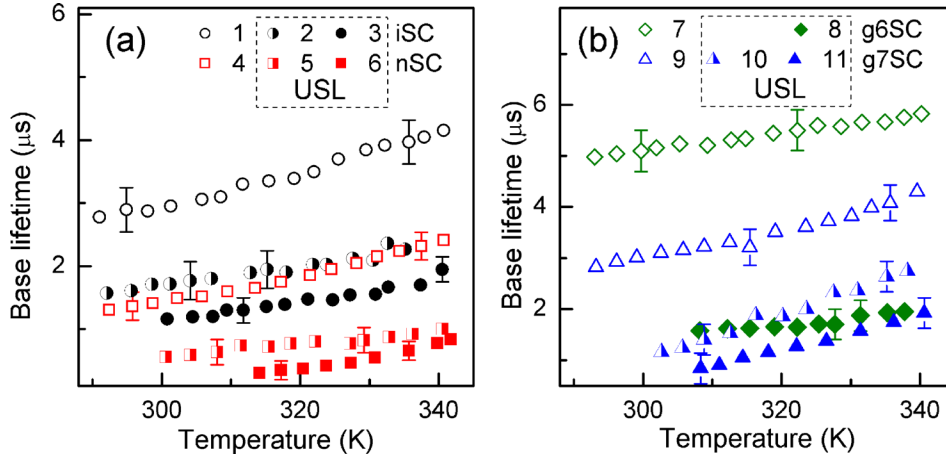 (a)
1 2 3 iSC
4 5 6 nSC
USL
6
4
2
Base lifetime (μs)
300 320 340
Temperature (K)
(b)
7 8 g6SC
9 10 11 g7SC
USL
8
6
4
2
Base lifetime (μs)
300 320 340
Temperature (K)